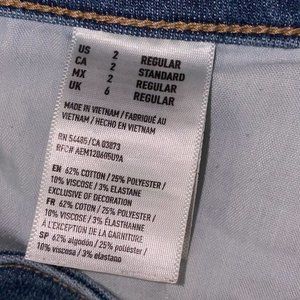 US 2 REGULAR
CA 2 STANDARD
MX 2 REGULAR
UK 6 REGULAR
MADE IN VIETNAM / FABRIQUÉ AU
VIETNAM / HECHO EN VIETNAM
RN 54485/CA 03873
RFC# AEM120605U9A
EN 62% COTTON / 25% POLYESTER /
10% VISCOSE / 3% ELASTANE
EXCLUSIVE OF DECORATION
FR 62% COTON / 25% POLYESTER /
10% VISCOSE / 3% ÉLASTHANNE
À L'EXCEPTION DE LA GARNITURE
SP 62% algodón / 25% poliéster /
10% viscosa / 3% elastano